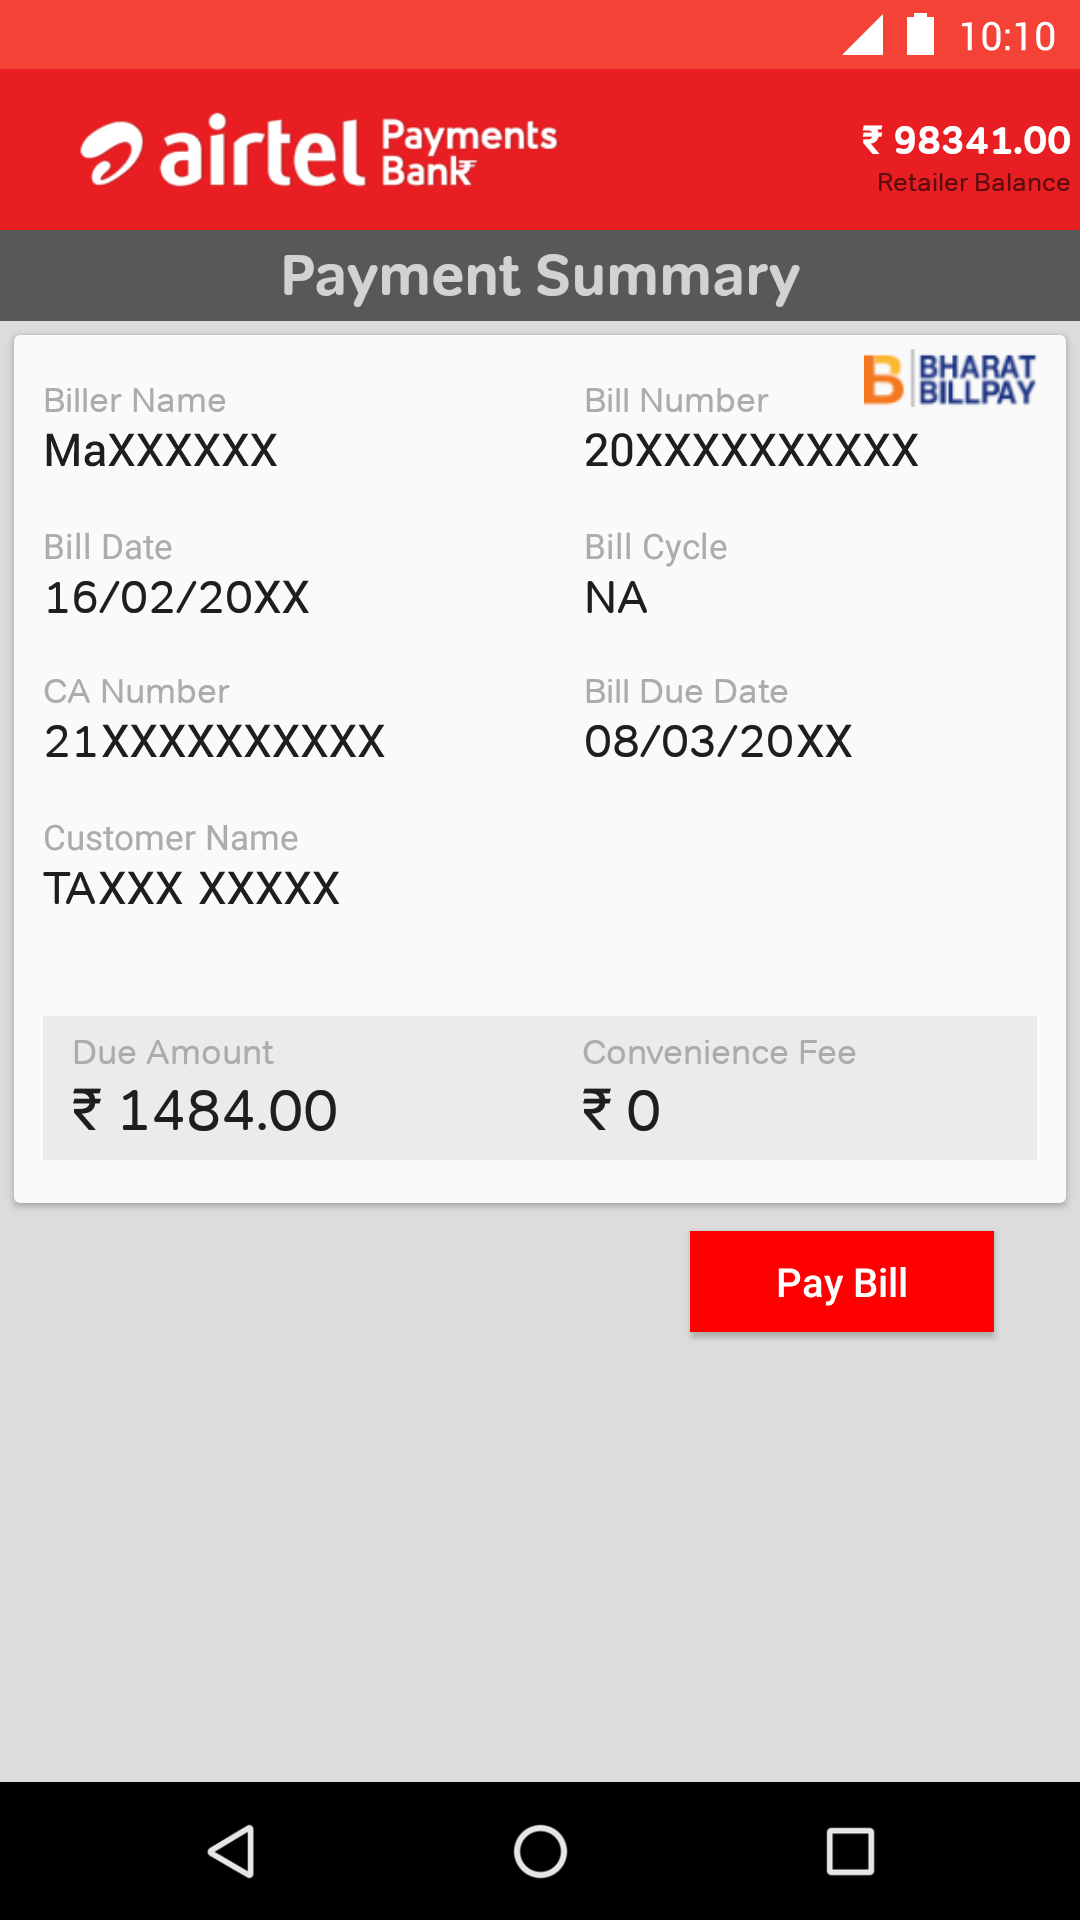 10:10
airtel Payments Bank
₹ 98341.00
Retailer Balance
Payment Summary
BHARAT BILLPAY
Biller Name
MaXXXXXX
Bill Number
20XXXXXXXXXX
Bill Date
16/02/20XX
Bill Cycle
NA
CA Number
21XXXXXXXXXX
Bill Due Date
08/03/20XX
Customer Name
TAXXX XXXXX
Due Amount
₹ 1484.00
Convenience Fee
₹ 0
Pay Bill